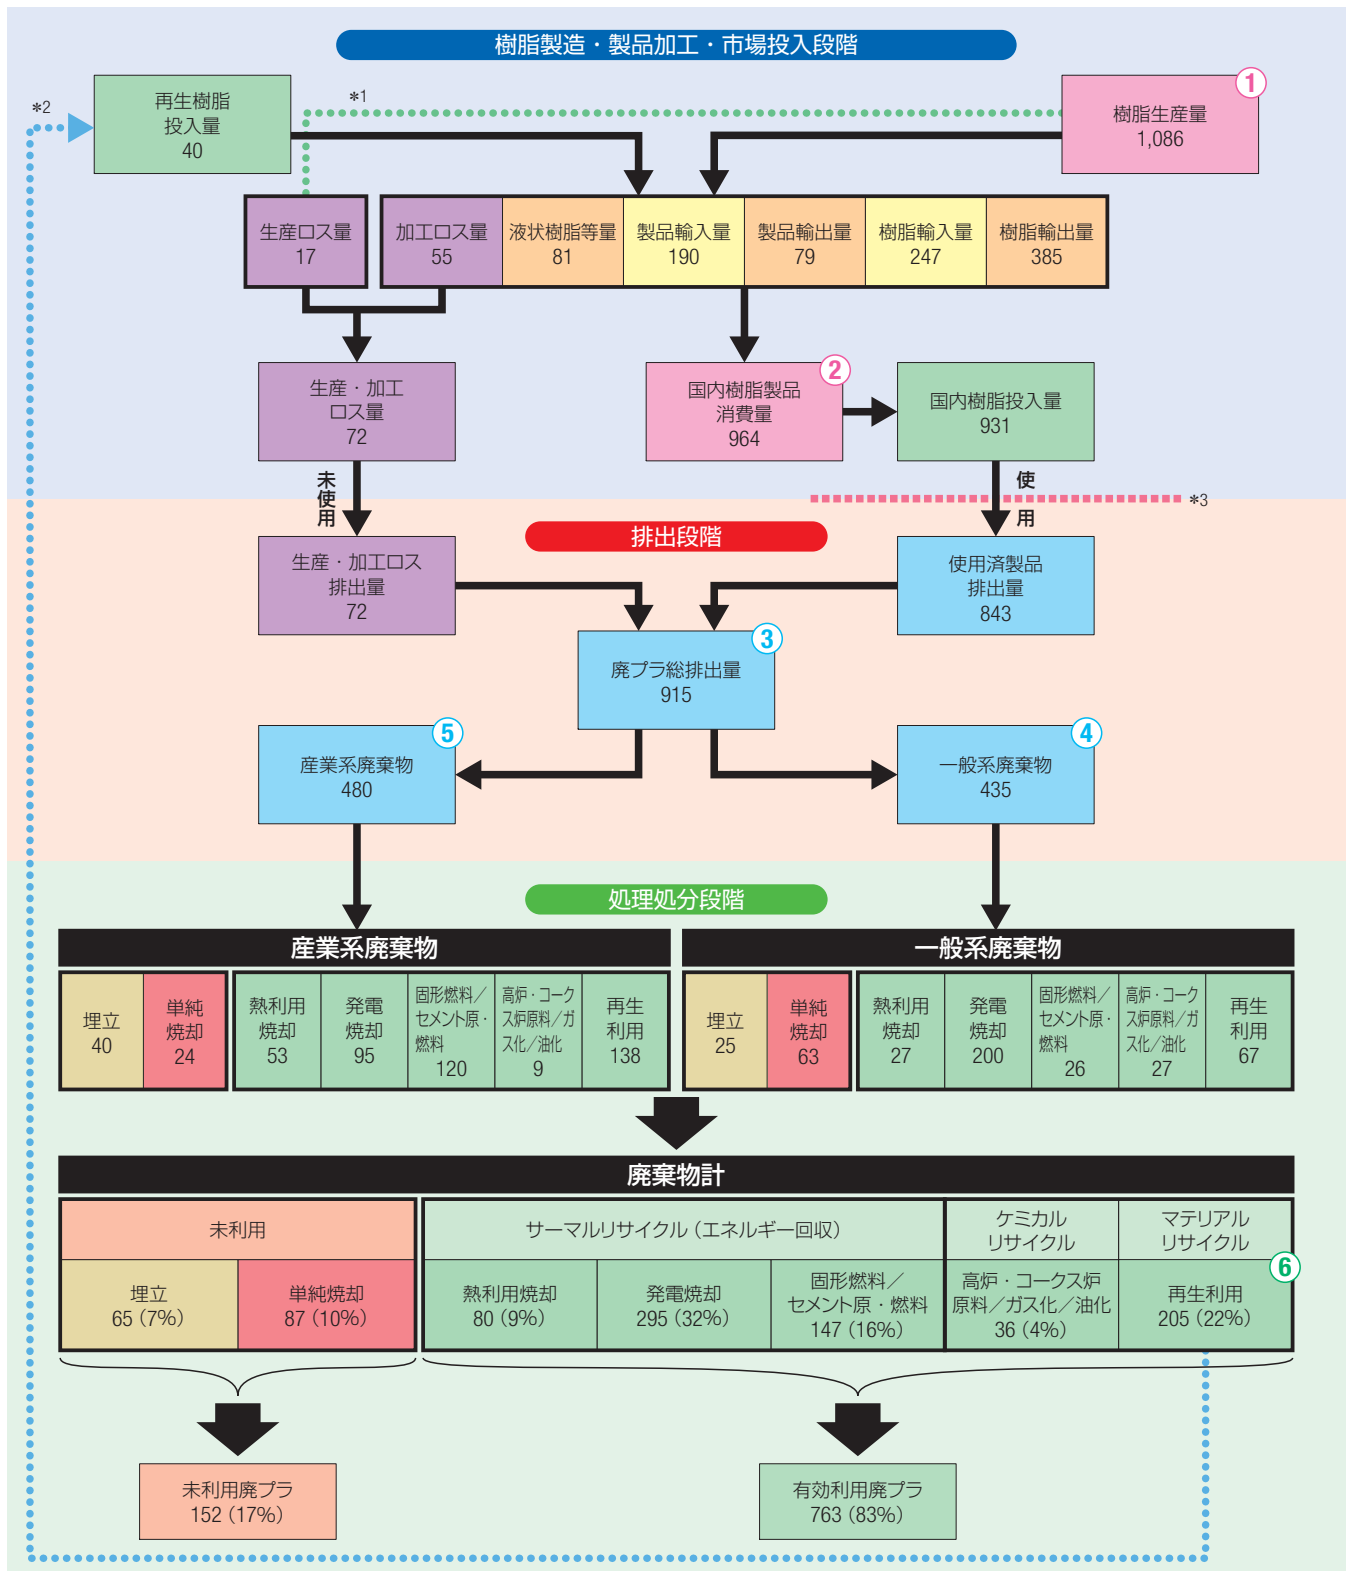 樹脂製造・製品加工・市場投入段階
*2
再生樹脂
投入量
40
*1
1
樹脂生産量
1,086
生産ロス量
17
加工ロス量
55
液状樹脂等量
81
製品輸入量
190
製品輸出量
79
樹脂輸入量
247
樹脂輸出量
385
生産・加工
ロス量
72
2
国内樹脂製品
消費量
964
国内樹脂投入量
931
未使用
使用
*3
排出段階
生産・加工ロス
排出量
72
使用済製品
排出量
843
3
廃プラ総排出量
915
5
産業系廃棄物
480
4
一般系廃棄物
435
処理処分段階
産業系廃棄物
埋立
40
単純
焼却
24
熱利用
焼却
53
発電
焼却
95
固形燃料/
セメント原・
燃料
120
高炉・コーク
ス炉原料/ガ
ス化/油化
9
再生
利用
138
一般系廃棄物
埋立
25
単純
焼却
63
熱利用
焼却
27
発電
焼却
200
固形燃料/
セメント原・
燃料
26
高炉・コーク
ス炉原料/ガ
ス化/油化
27
再生
利用
67
廃棄物計
未利用
サーマルリサイクル(エネルギー回収)
ケミカル
リサイクル
マテリアル
リサイクル
埋立
65(7%)
単純焼却
87(10%)
熱利用焼却
80(9%)
発電焼却
295(32%)
固形燃料/
セメント原・燃料
147(16%)
高炉・コークス炉
原料/ガス化/油化
36(4%)
6
再生利用
205(22%)
未利用廃プラ
152(17%)
有効利用廃プラ
763(83%)